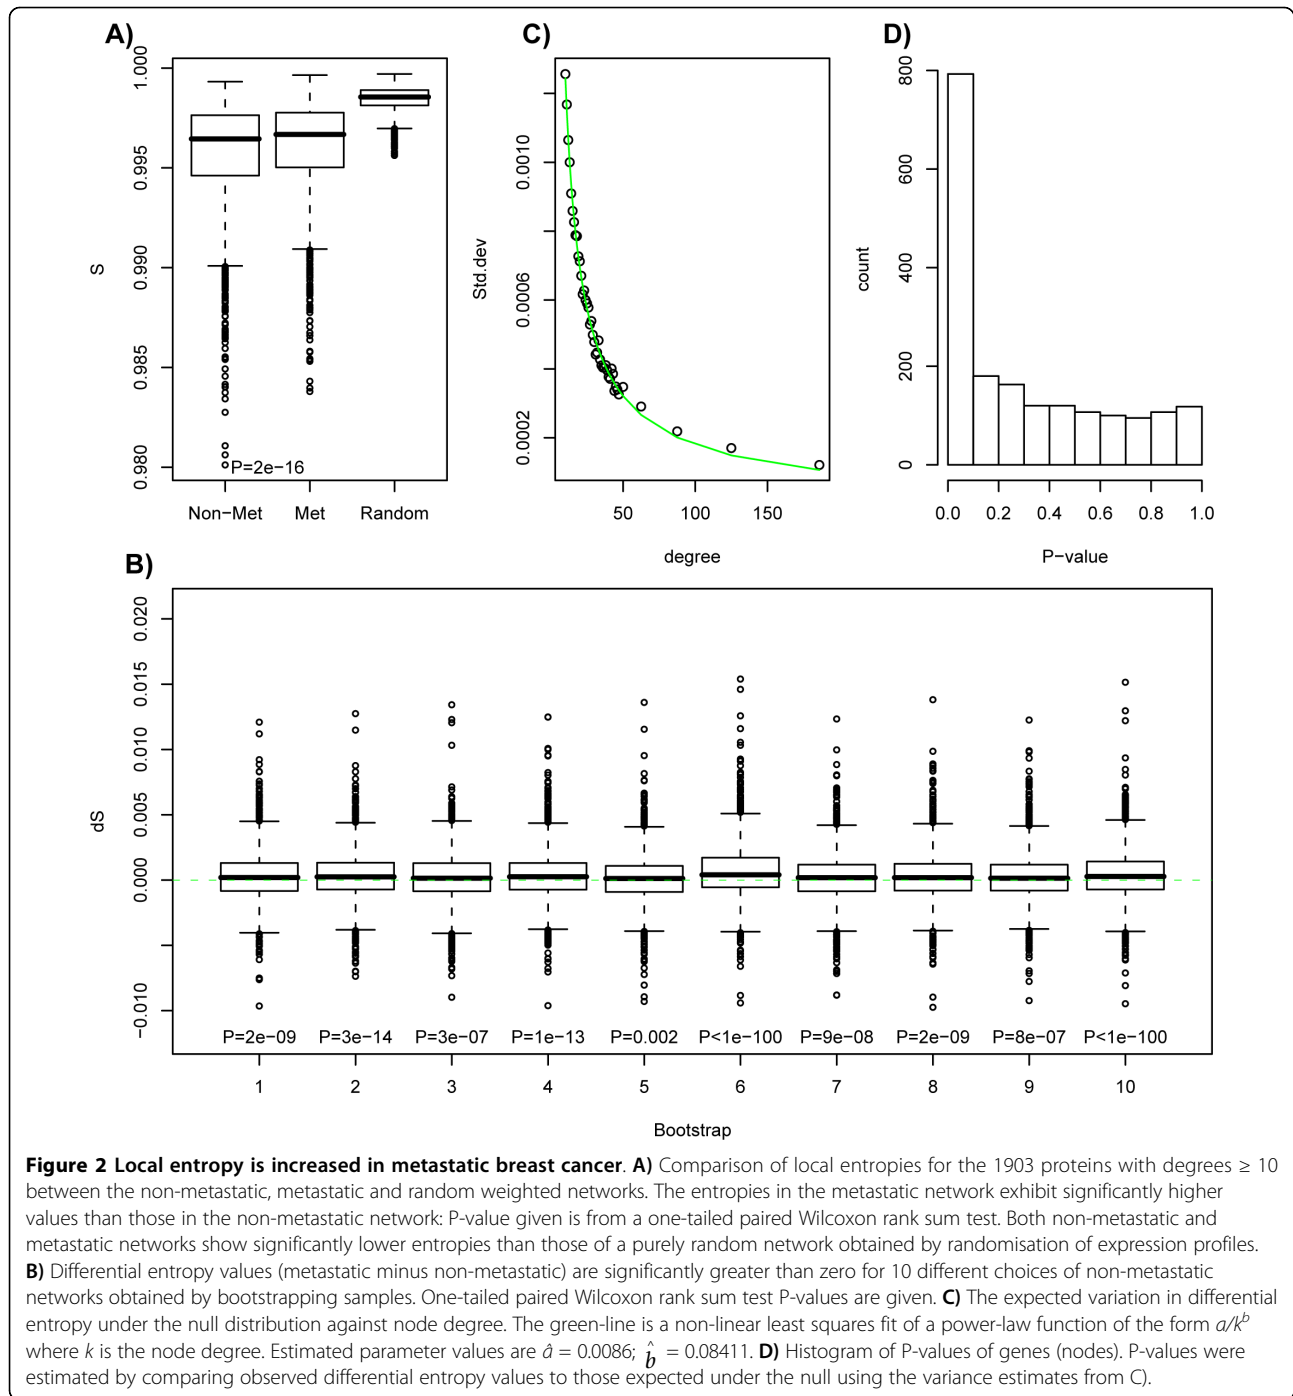 A)
C)
D)
1.000
0.995
0.990
0.985
0.980
S
P=2e−16
Non−Met Met Random
0.0010
0.0006
0.0002
Std.dev
50 100 150
degree
800
600
400
200
0
count
0.0 0.2 0.4 0.6 0.8 1.0
P−value
B)
0.020
0.015
0.010
0.005
0.000
−0.010
dS
P=2e−09 P=3e−14 P=3e−07 P=1e−13 P=0.002 P<1e−100 P=9e−08 P=2e−09 P=8e−07 P<1e−100
1 2 3 4 5 6 7 8 9 10
Bootstrap
Figure 2 Local entropy is increased in metastatic breast cancer. A) Comparison of local entropies for the 1903 proteins with degrees ≥ 10
between the non-metastatic, metastatic and random weighted networks. The entropies in the metastatic network exhibit significantly higher
values than those in the non-metastatic network: P-value given is from a one-tailed paired Wilcoxon rank sum test. Both non-metastatic and
metastatic networks show significantly lower entropies than those of a purely random network obtained by randomisation of expression profiles.
B) Differential entropy values (metastatic minus non-metastatic) are significantly greater than zero for 10 different choices of non-metastatic
networks obtained by bootstrapping samples. One-tailed paired Wilcoxon rank sum test P-values are given. C) The expected variation in differential
entropy under the null distribution against node degree. The green-line is a non-linear least squares fit of a power-law function of the form a/k^b
where k is the node degree. Estimated parameter values are â = 0.0086; b̂ = 0.08411. D) Histogram of P-values of genes (nodes). P-values were
estimated by comparing observed differential entropy values to those expected under the null using the variance estimates from C).